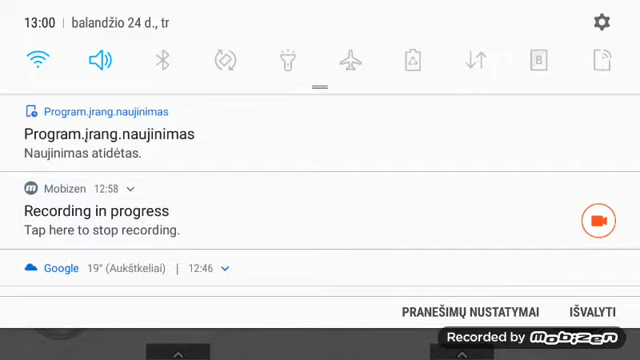 13:00 | balandžio 24 d., tr
B
Program.įrang.naujinimas
Program.įrang.naujinimas
Naujinimas atidėtas.
m Mobizen 12:58
Recording in progress
Tap here to stop recording.
Google 19° (Aukštkeliai) | 12:46
PRANEŠIMŲ NUSTATYMAI IŠVALYTI
Recorded by mobizen